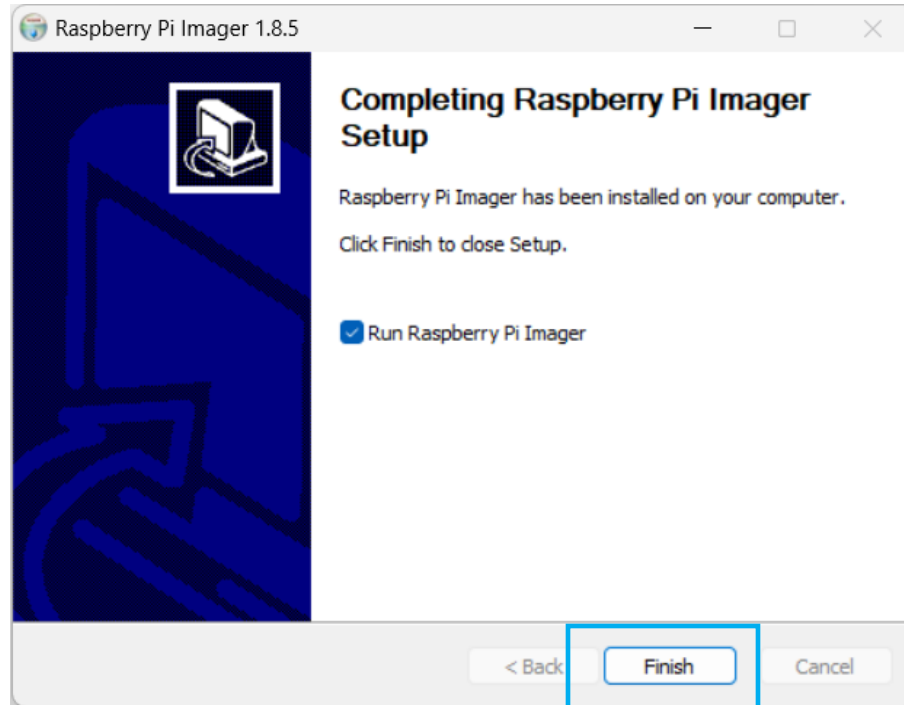 Raspberry Pi Imager 1.8.5
Completing Raspberry Pi Imager
Setup
Raspberry Pi Imager has been installed on your computer.
Click Finish to close Setup.
Run Raspberry Pi Imager
< Back Finish Cancel